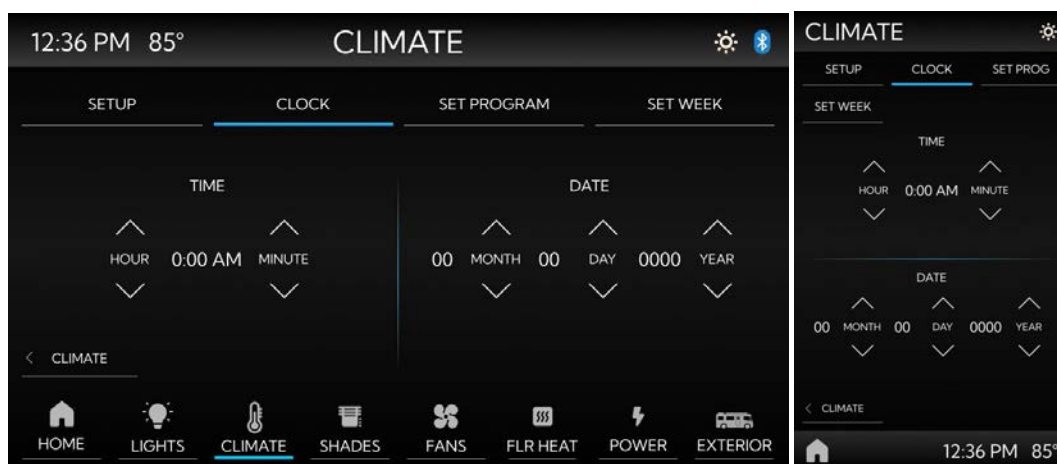 12:36 PM 85° CLIMATE
SETUP CLOCK SET PROGRAM SET WEEK
TIME DATE
HOUR 0:00 AM MINUTE 00 MONTH 00 DAY 0000 YEAR
< CLIMATE
HOME LIGHTS CLIMATE SHADES FANS FLR HEAT POWER EXTERIOR
CLIMATE
SETUP CLOCK SET PROG
SET WEEK
TIME
HOUR 0:00 AM MINUTE
DATE
00 MONTH 00 DAY 0000 YEAR
< CLIMATE
12:36 PM 85°